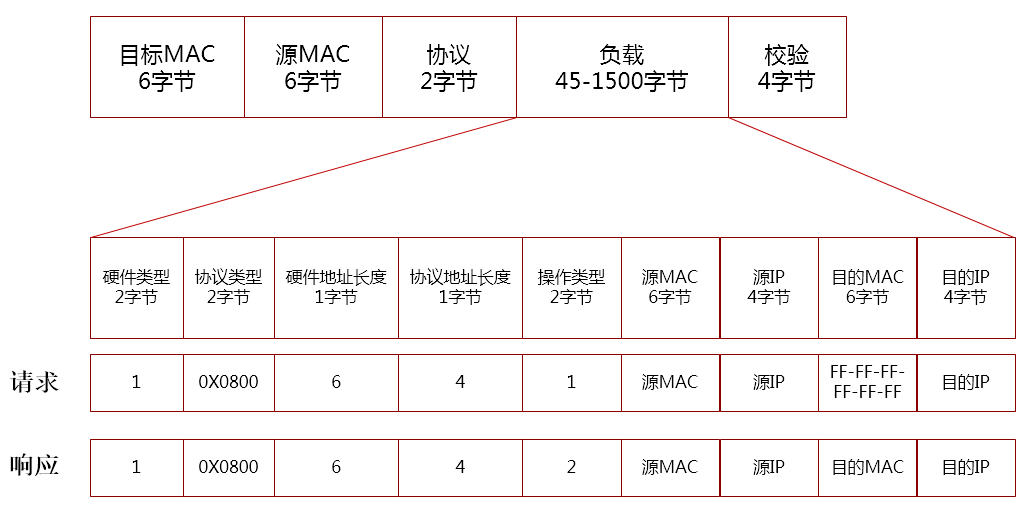 目标MAC
6字节
源MAC
6字节
协议
2字节
负载
45-1500字节
校验
4字节
硬件类型
2字节
协议类型
2字节
硬件地址长度
1字节
协议地址长度
1字节
操作类型
2字节
源MAC
6字节
源IP
4字节
目的MAC
6字节
目的IP
4字节
请求
1
0X0800
6
4
1
源MAC
源IP
FF-FF-FF-
FF-FF-FF
目的IP
响应
1
0X0800
6
4
2
源MAC
源IP
目的MAC
目的IP